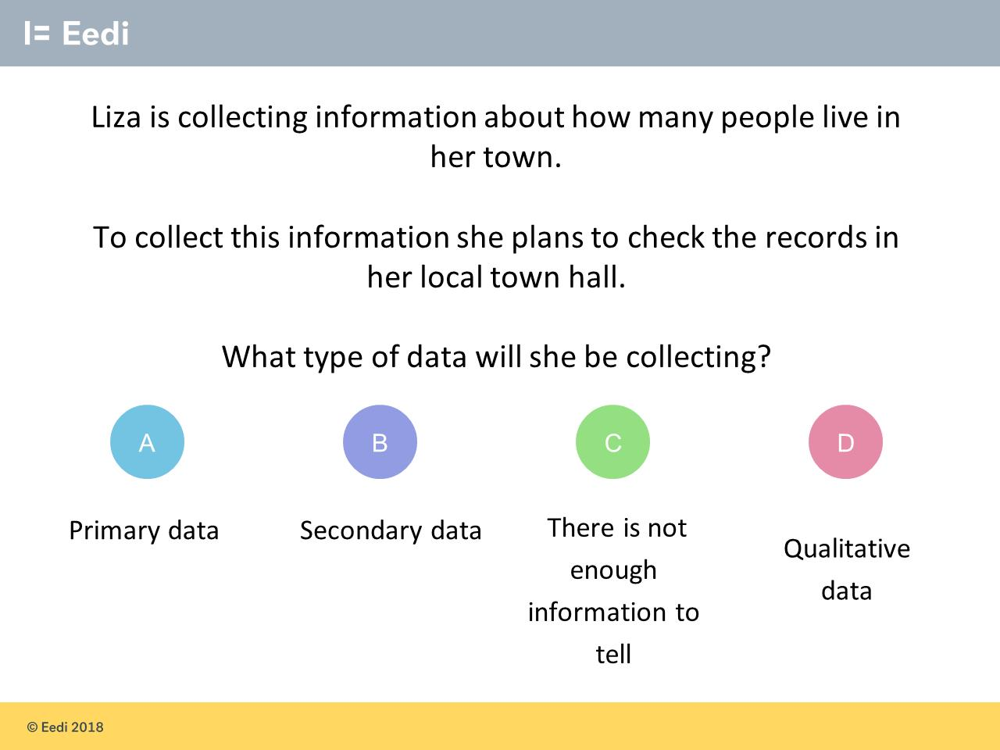 Eedi
Liza is collecting information about how many people live in
her town.
To collect this information she plans to check the records in
her local town hall.
What type of data will she be collecting?
A
Primary data
B
Secondary data
C
There is not
enough
information to
tell
D
Qualitative
data
© Eedi 2018